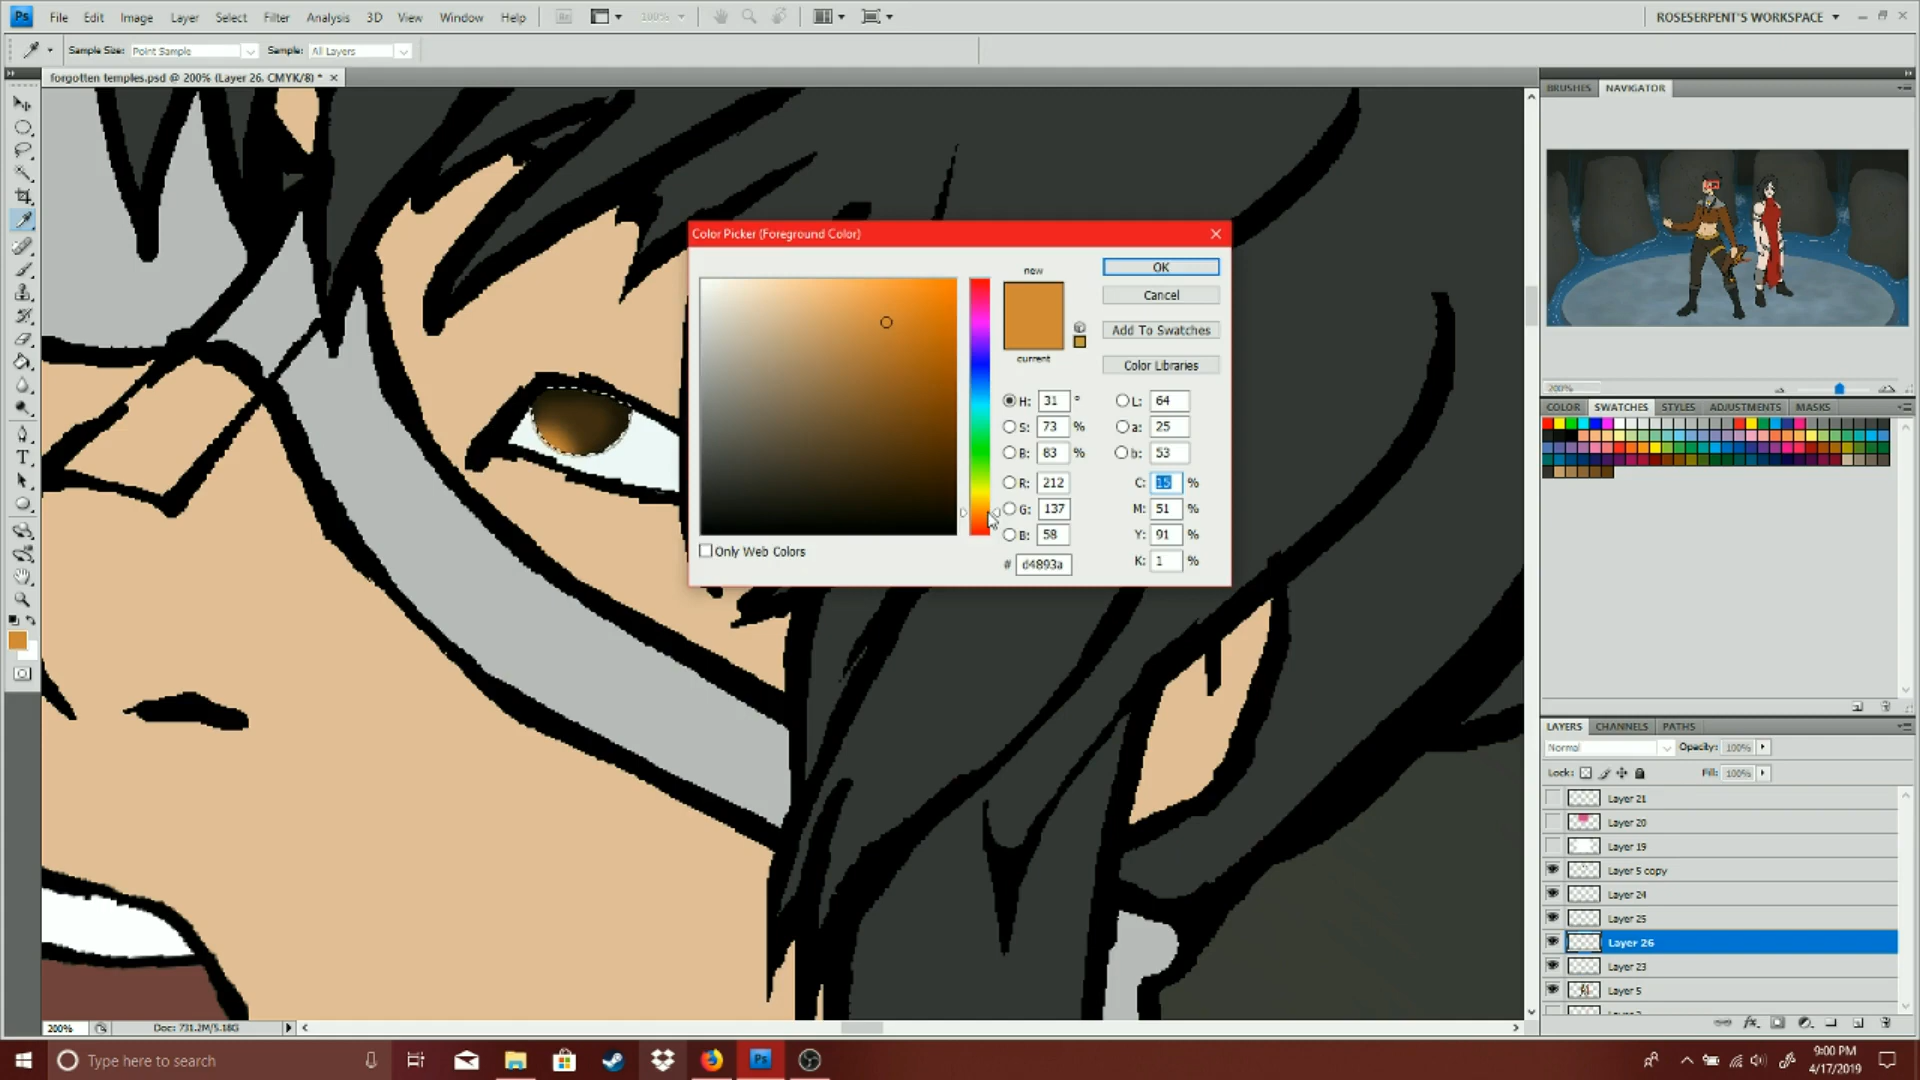 Ps File Edit Image Layer Select Filter Analysis 3D View Window Help Br 100% ROSESERPENT'S WORKSPACE
Sample Size: Point Sample Sample: All Layers
forgotten temples.psd @ 200% (Layer 26, CMYK/8) *
BRUSHES NAVIGATOR
Color Picker (Foreground Color)
new
OK
Cancel
Add To Swatches
current
Color Libraries
H: 31 ° L: 64
S: 73 % a: 25
B: 83 % b: 53
R: 212 C: 15 %
G: 137 M: 51 %
B: 58 Y: 91 %
# d4893a K: 1 %
Only Web Colors
200%
COLOR SWATCHES STYLES ADJUSTMENTS MASKS
LAYERS CHANNELS PATHS
Normal Opacity: 100%
Lock: Fill: 100%
Layer 21
Layer 20
Layer 19
Layer 5 copy
Layer 24
Layer 25
Layer 26
Layer 23
Layer 5
200% Doc: 731.2M/5.18G
Type here to search
Ps
9:00 PM
4/17/2019